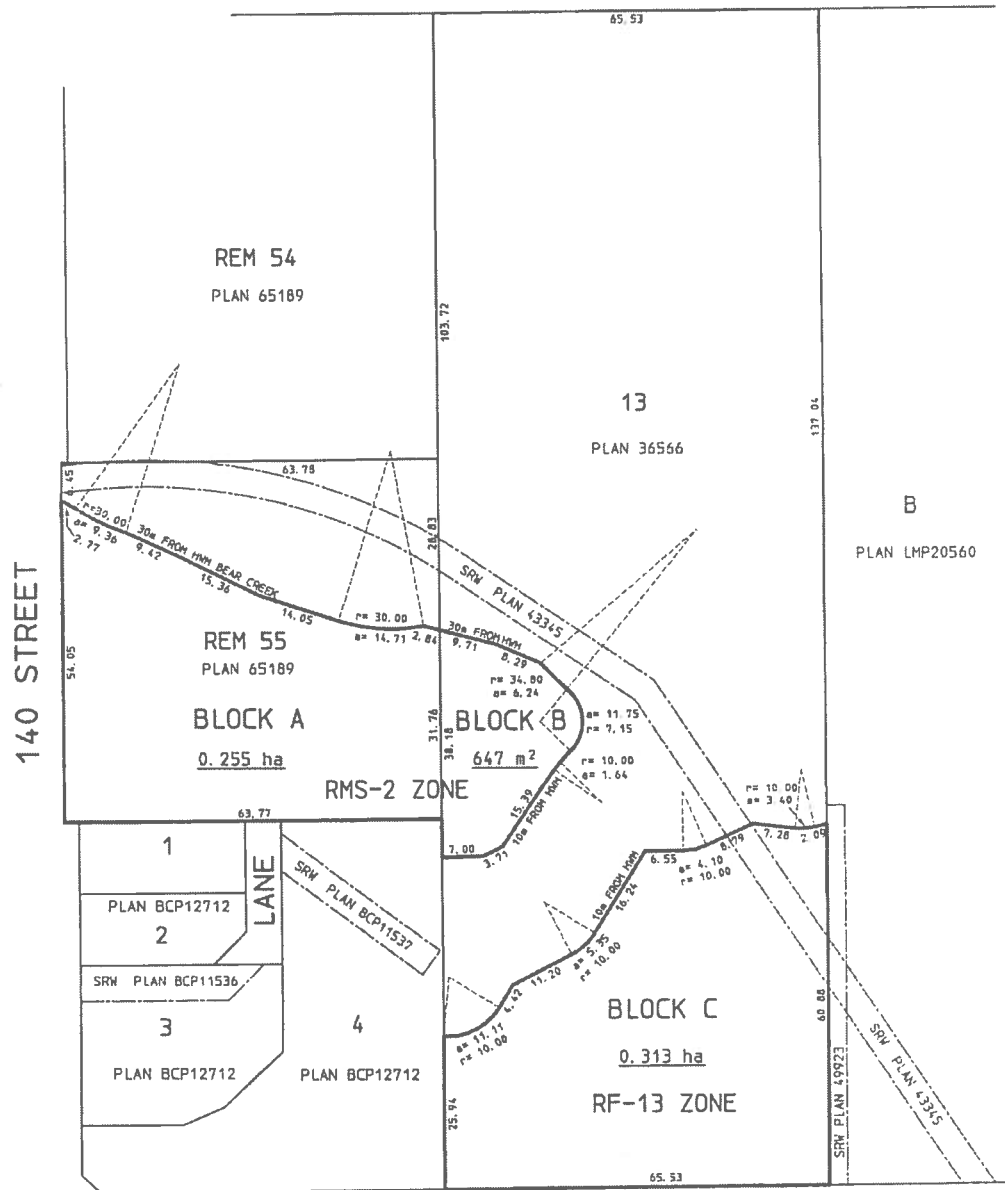 65.53
REM 54
PLAN 65189
103.72
13
PLAN 36566
137.04
B
PLAN LMP20560
63.78
28.83
r=30.00
a= 9.36
2.77
30m FROM HWM BEAR CREEK
9.42
15.36
14.05
r= 30.00
a= 14.71
2.84
30m FROM HWM
9.71
8.29
SRW PLAN 43345
140 STREET
54.05
REM 55
PLAN 65189
BLOCK A
0.255 ha
RMS-2 ZONE
63.77
31.76
38.18
BLOCK B
647 m²
r= 34.80
a= 6.24
a= 11.75
r= 7.15
r= 10.00
a= 1.64
15.39
10m FROM HWM
7.00
3.71
r= 10.00
a= 3.40
7.28
2.09
8.79
6.55
a= 4.10
r= 10.00
10m FROM HWM
16.24
a= 5.35
r= 10.00
11.20
4.42
a= 11.11
r= 10.00
1
PLAN BCP12712
2
LANE
SRW PLAN BCP11537
SRW PLAN BCP11536
3
PLAN BCP12712
4
PLAN BCP12712
BLOCK C
0.313 ha
RF-13 ZONE
60.88
25.94
65.53
SRW PLAN 49923
SRW PLAN 43345